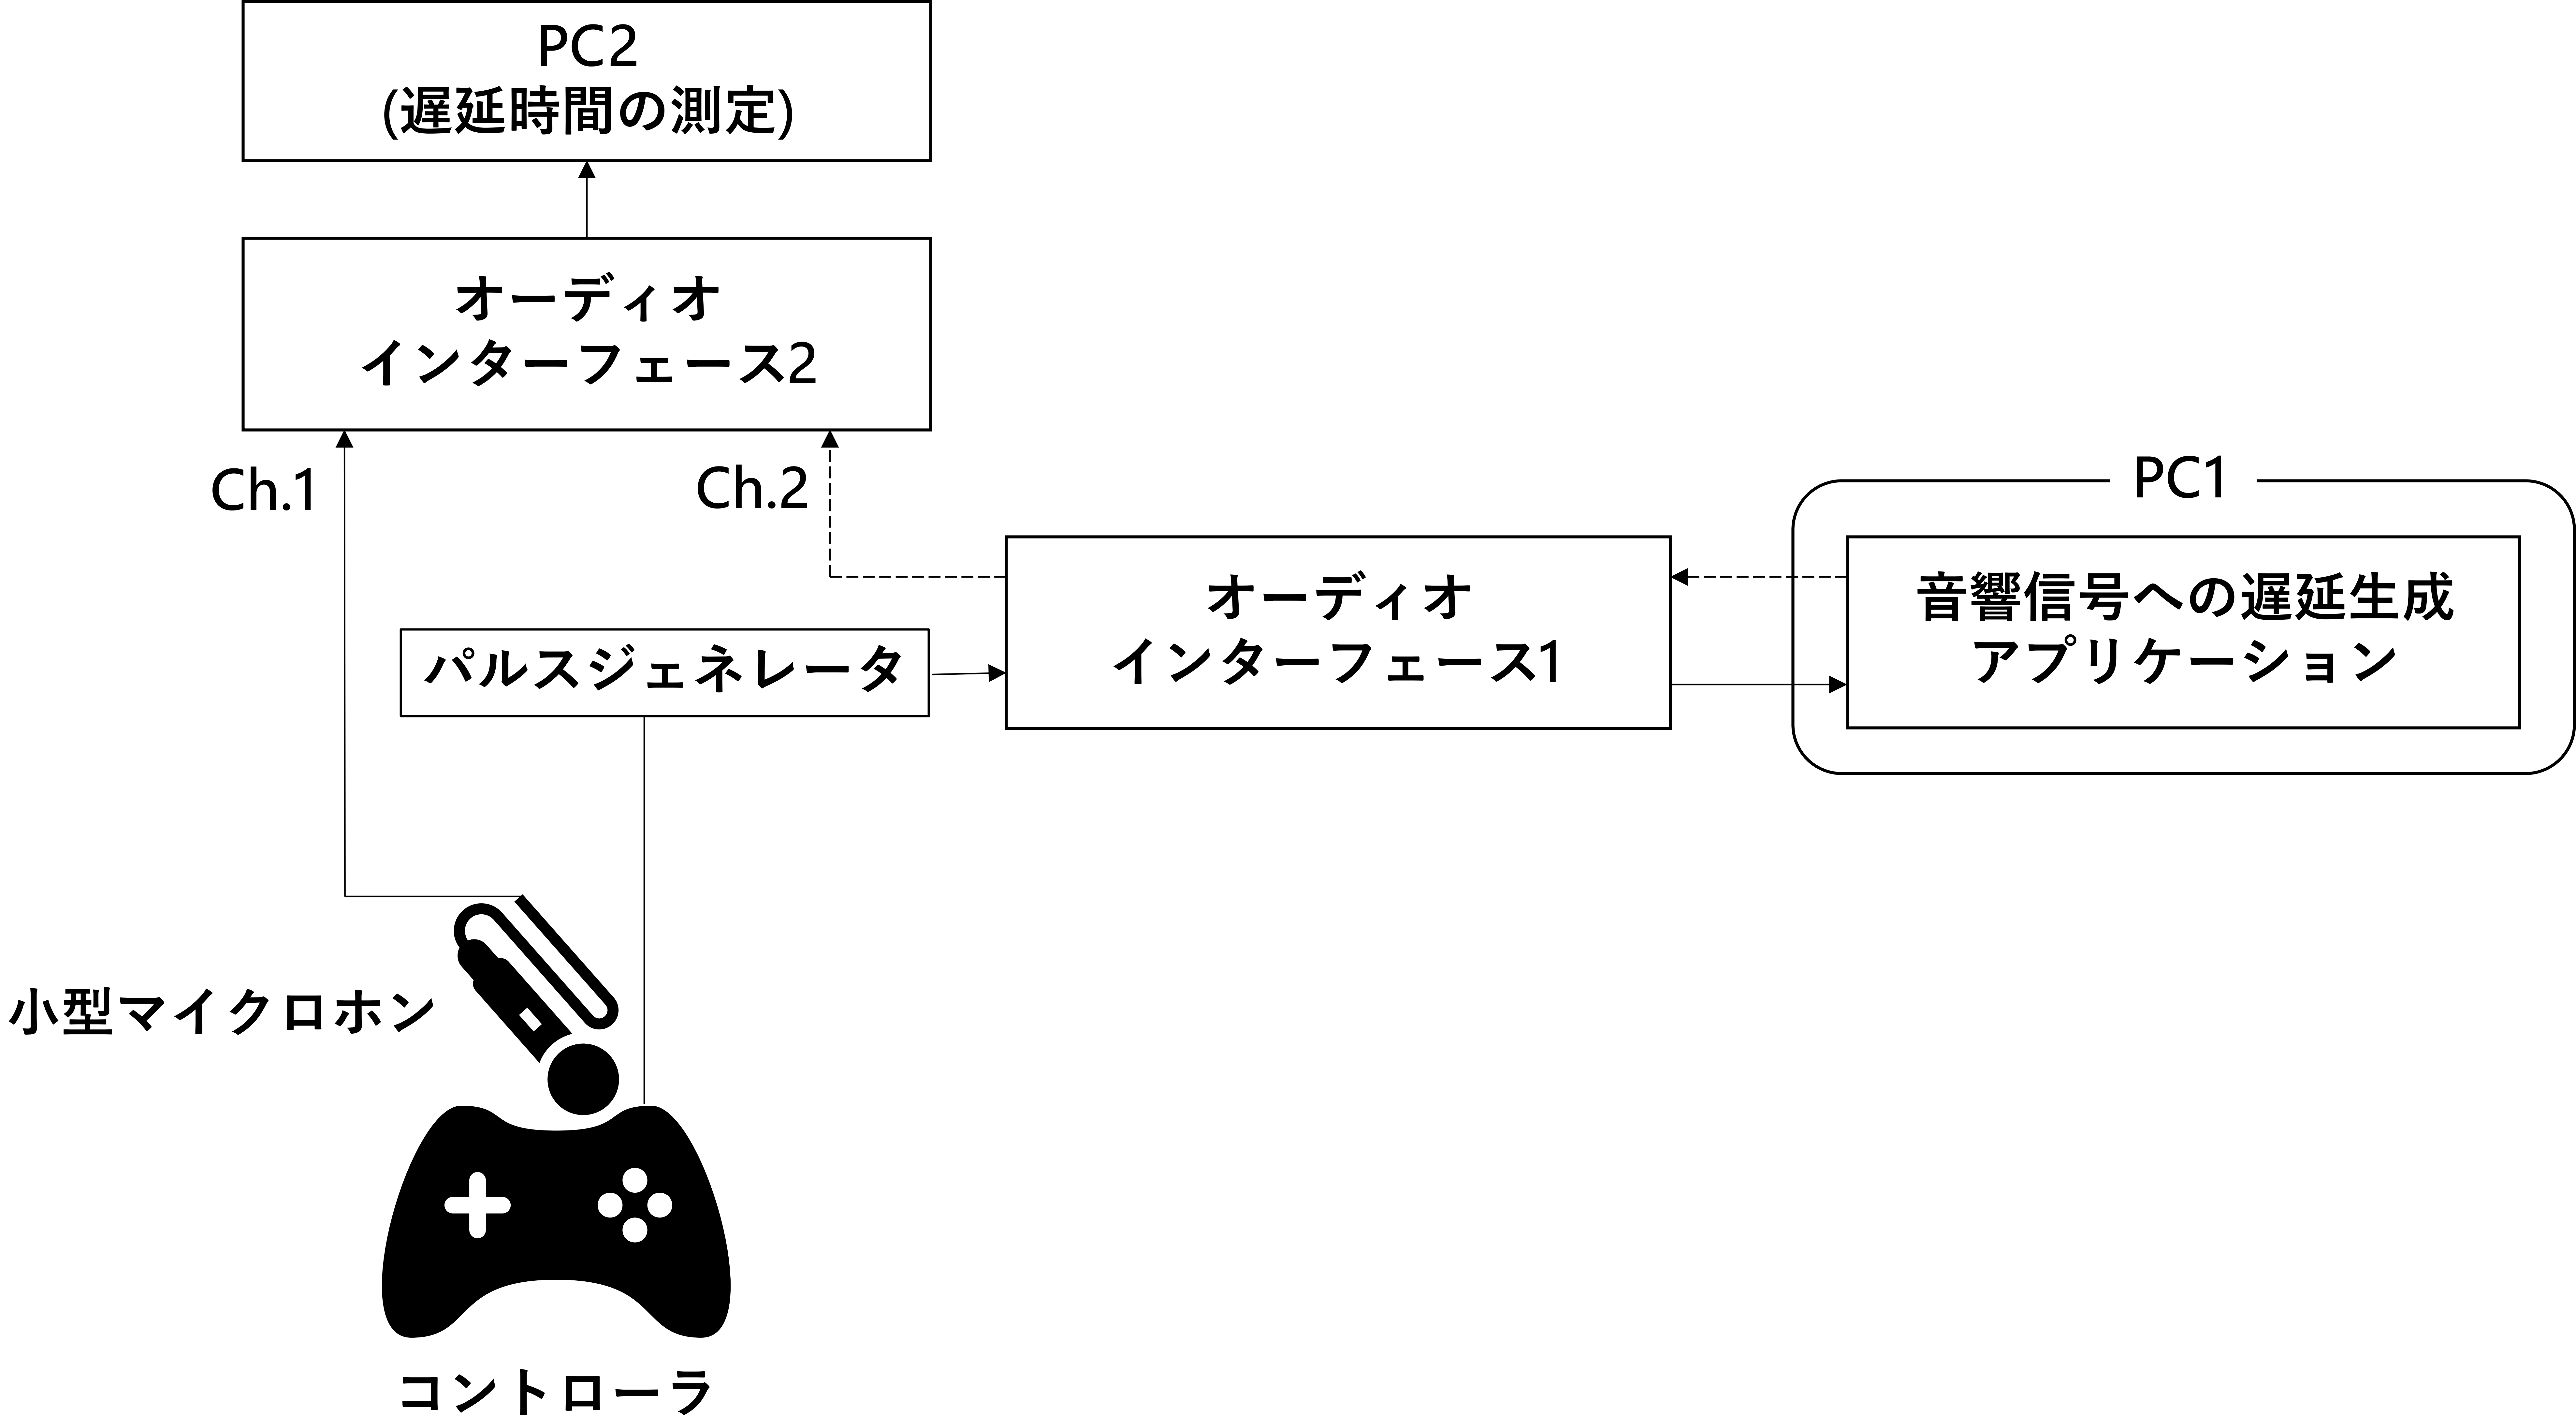 PC2
(遅延時間の測定)
オーディオ
インターフェース2
Ch.1
Ch.2
PC1
オーディオ
インターフェース1
音響信号への遅延生成
アプリケーション
パルスジェネレータ
小型マイクロホン
コントローラ